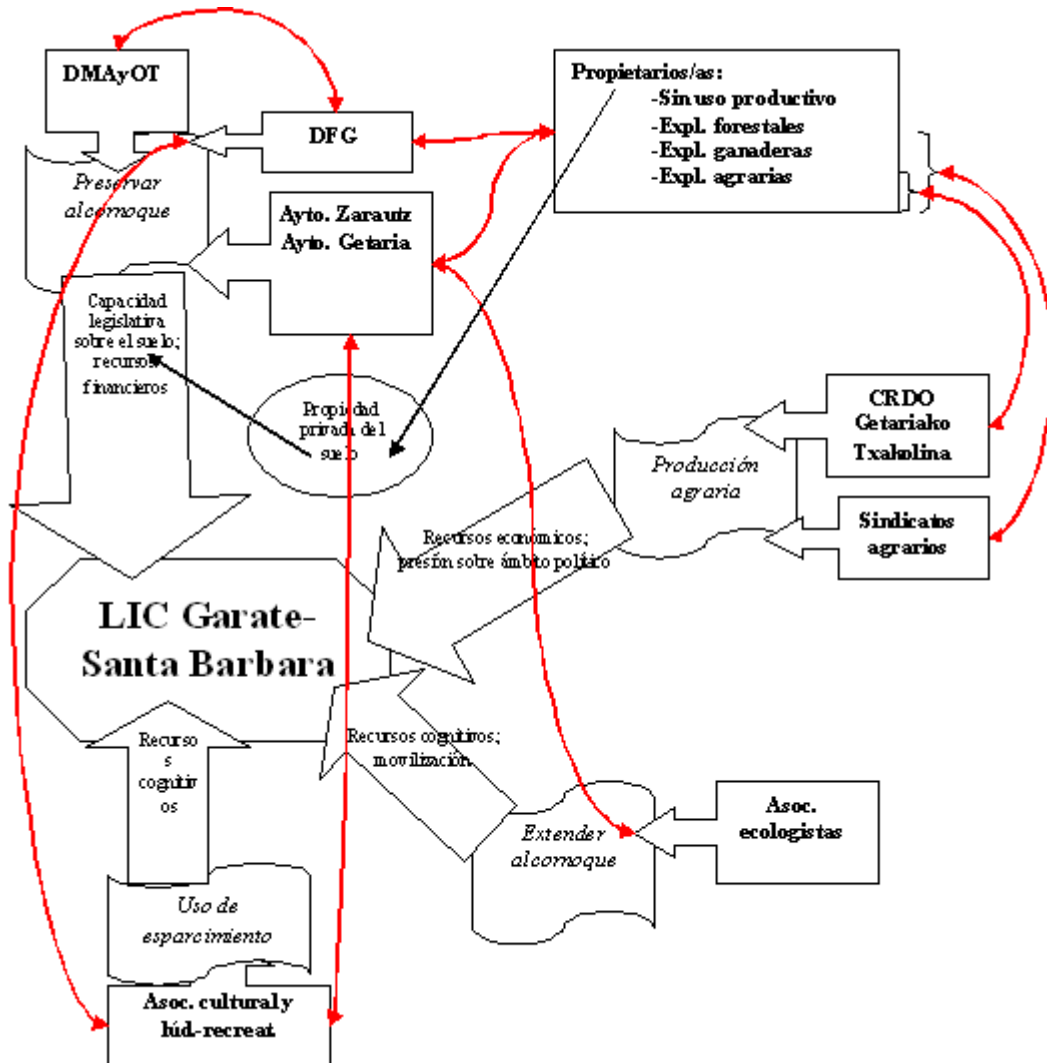 DMAyOT
DFG
Propietarios/as:
-Sin uso productivo
-Expl. forestales
-Expl. ganaderas
-Expl. agrarias
Preservar
alcornoque
Ayto. Zarautz
Ayto. Getaria
Capacidad
legislativa
sobre el suelo;
recursos
financieros
Propiedad
privada del
suelo
CRDO
Getariako
Txakolina
Producción
agraria
Sindicatos
agrarios
Recursos económicos;
presión sobre ámbito político
LIC Garate-
Santa Barbara
Recurso
s
cognitiv
os
Recursos cognitivos;
movilización.
Extender
alcornoque
Asoc.
ecologistas
Uso de
esparcimiento
Asoc. cultural y
lúd.-recreat.